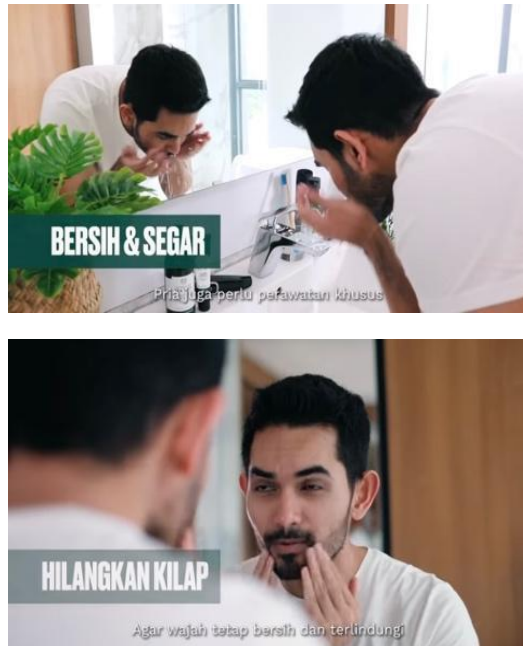 BERSIH & SEGAR
Pria juga perlu perawatan khusus
HILANGKAN KILAP
Agar wajah tetap bersih dan terlindungi